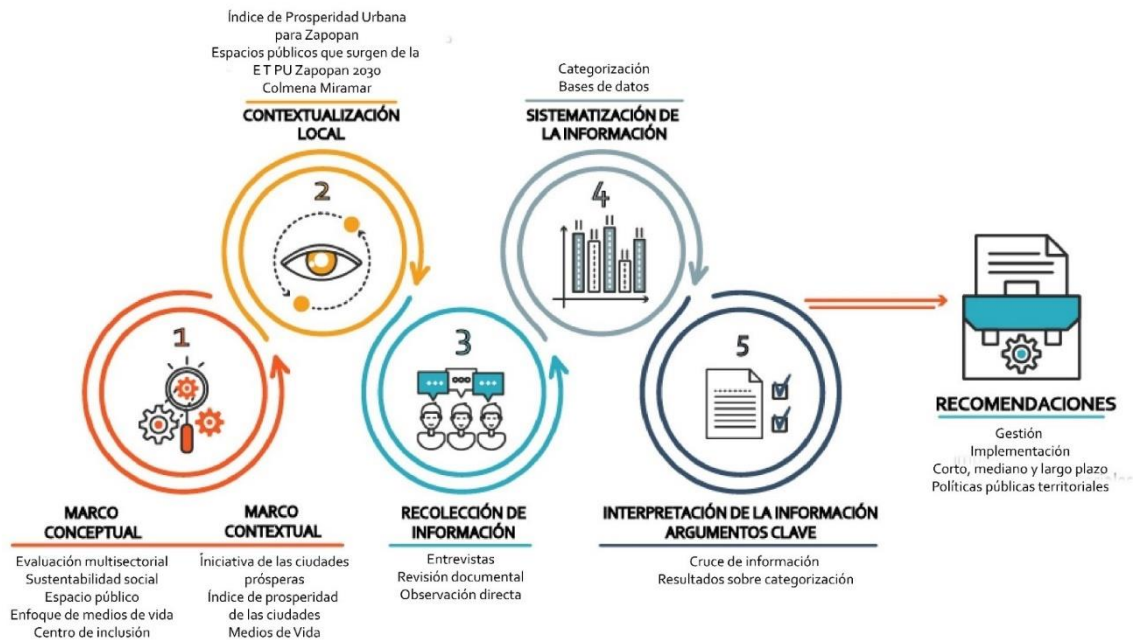 Índice de Prosperidad Urbana
para Zapopan
Espacios públicos que surgen de la
E T PU Zapopan 2030
Colmena Miramar
CONTEXTUALIZACIÓN
LOCAL
2
Categorización
Bases de datos
SISTEMATIZACIÓN DE
LA INFORMACIÓN
4
1
3
5
MARCO
CONCEPTUAL
Evaluación multisectorial
Sustentabilidad social
Espacio público
Enfoque de medios de vida
Centro de inclusión
MARCO
CONTEXTUAL
Iniciativa de las ciudades
prósperas
Índice de prosperidad
de las ciudades
Medios de Vida
RECOLECCIÓN DE
INFORMACIÓN
Entrevistas
Revisión documental
Observación directa
INTERPRETACIÓN DE LA INFORMACIÓN
ARGUMENTOS CLAVE
Cruce de información
Resultados sobre categorización
RECOMENDACIONES
Gestión
Implementación
Corto, mediano y largo plazo
Políticas públicas territoriales